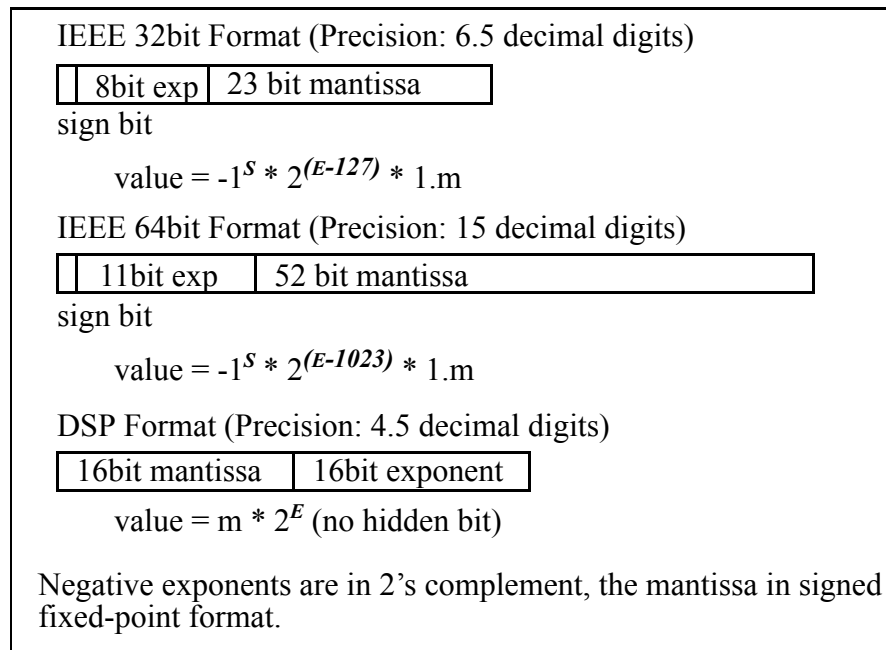 IEEE 32bit Format (Precision: 6.5 decimal digits)
8bit exp 23 bit mantissa
sign bit
value = -1^S * 2^(E-127) * 1.m
IEEE 64bit Format (Precision: 15 decimal digits)
11bit exp 52 bit mantissa
sign bit
value = -1^S * 2^(E-1023) * 1.m
DSP Format (Precision: 4.5 decimal digits)
16bit mantissa 16bit exponent
value = m * 2^E (no hidden bit)
Negative exponents are in 2’s complement, the mantissa in signed
fixed-point format.